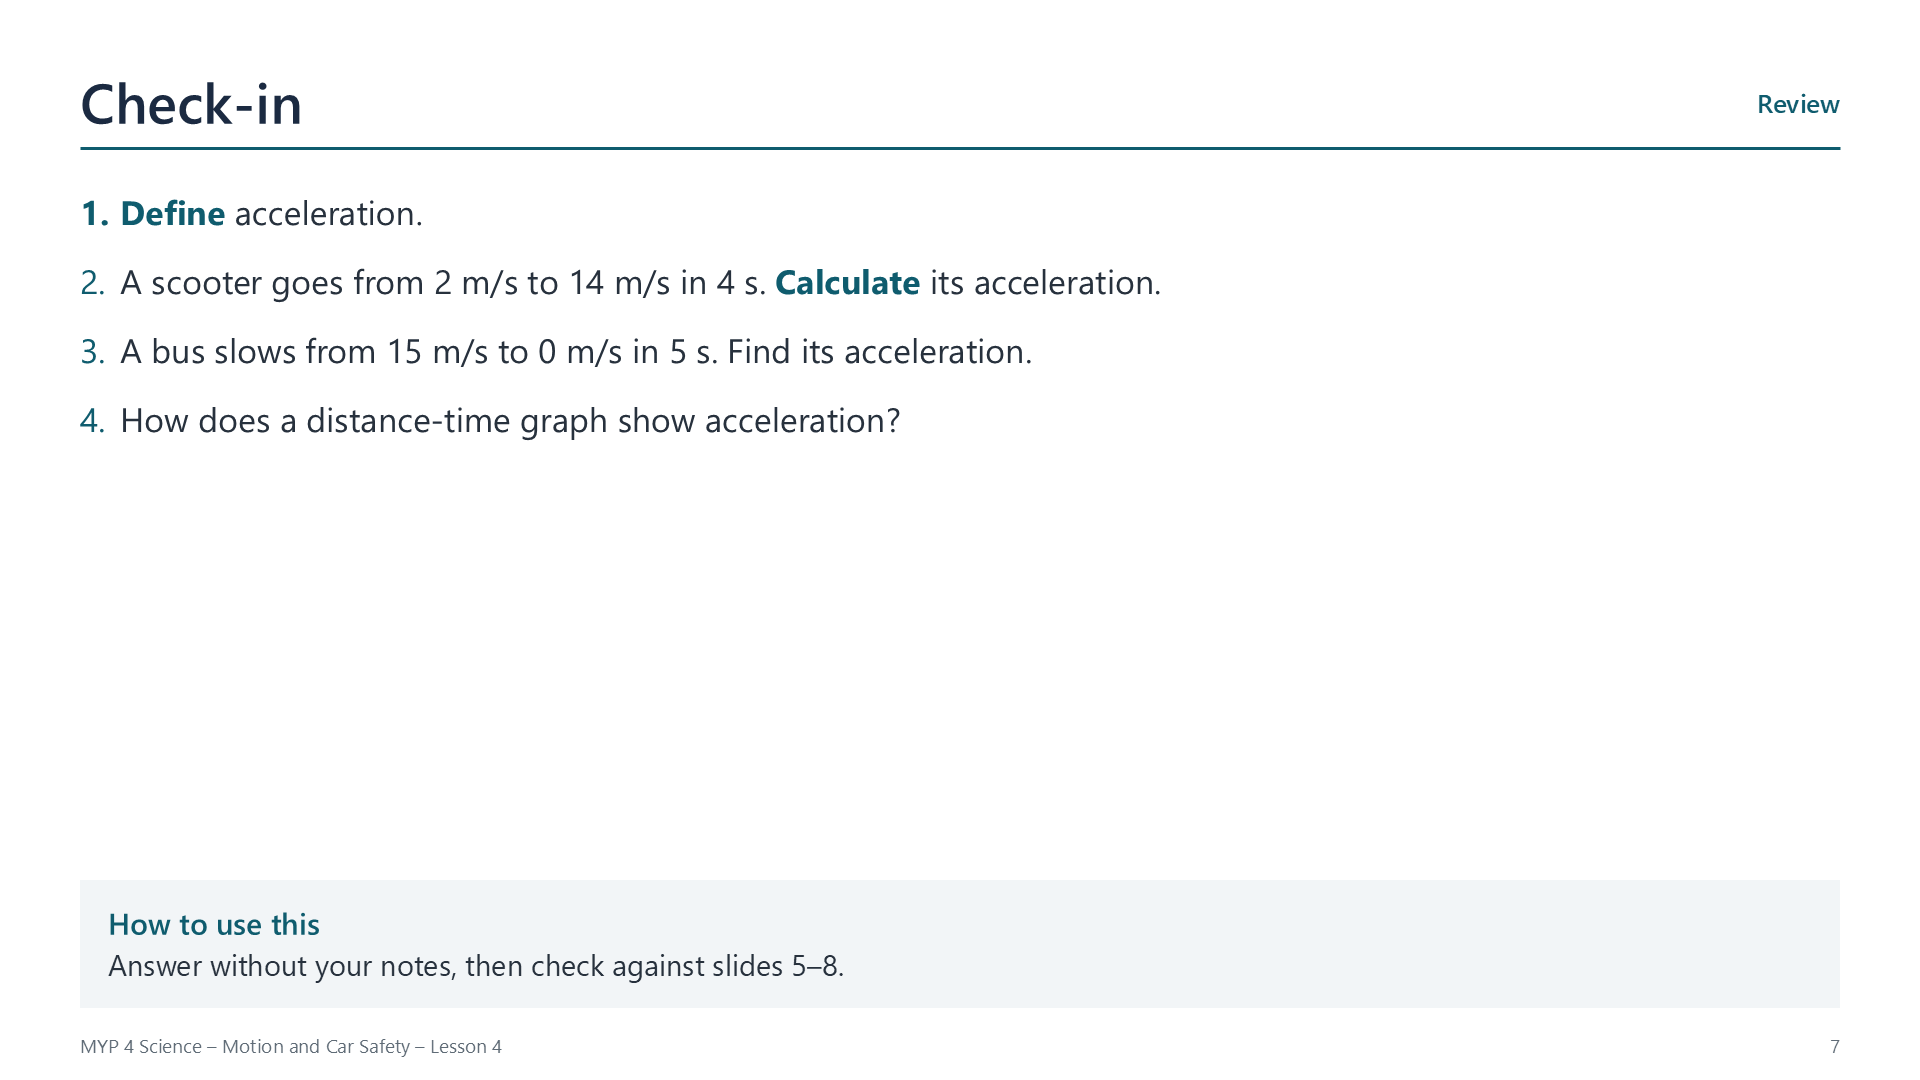 Check-in
Review
1. Define acceleration.
2. A scooter goes from 2 m/s to 14 m/s in 4 s. Calculate its acceleration.
3. A bus slows from 15 m/s to 0 m/s in 5 s. Find its acceleration.
4. How does a distance-time graph show acceleration?
How to use this
Answer without your notes, then check against slides 5–8.
MYP 4 Science – Motion and Car Safety – Lesson 4
7